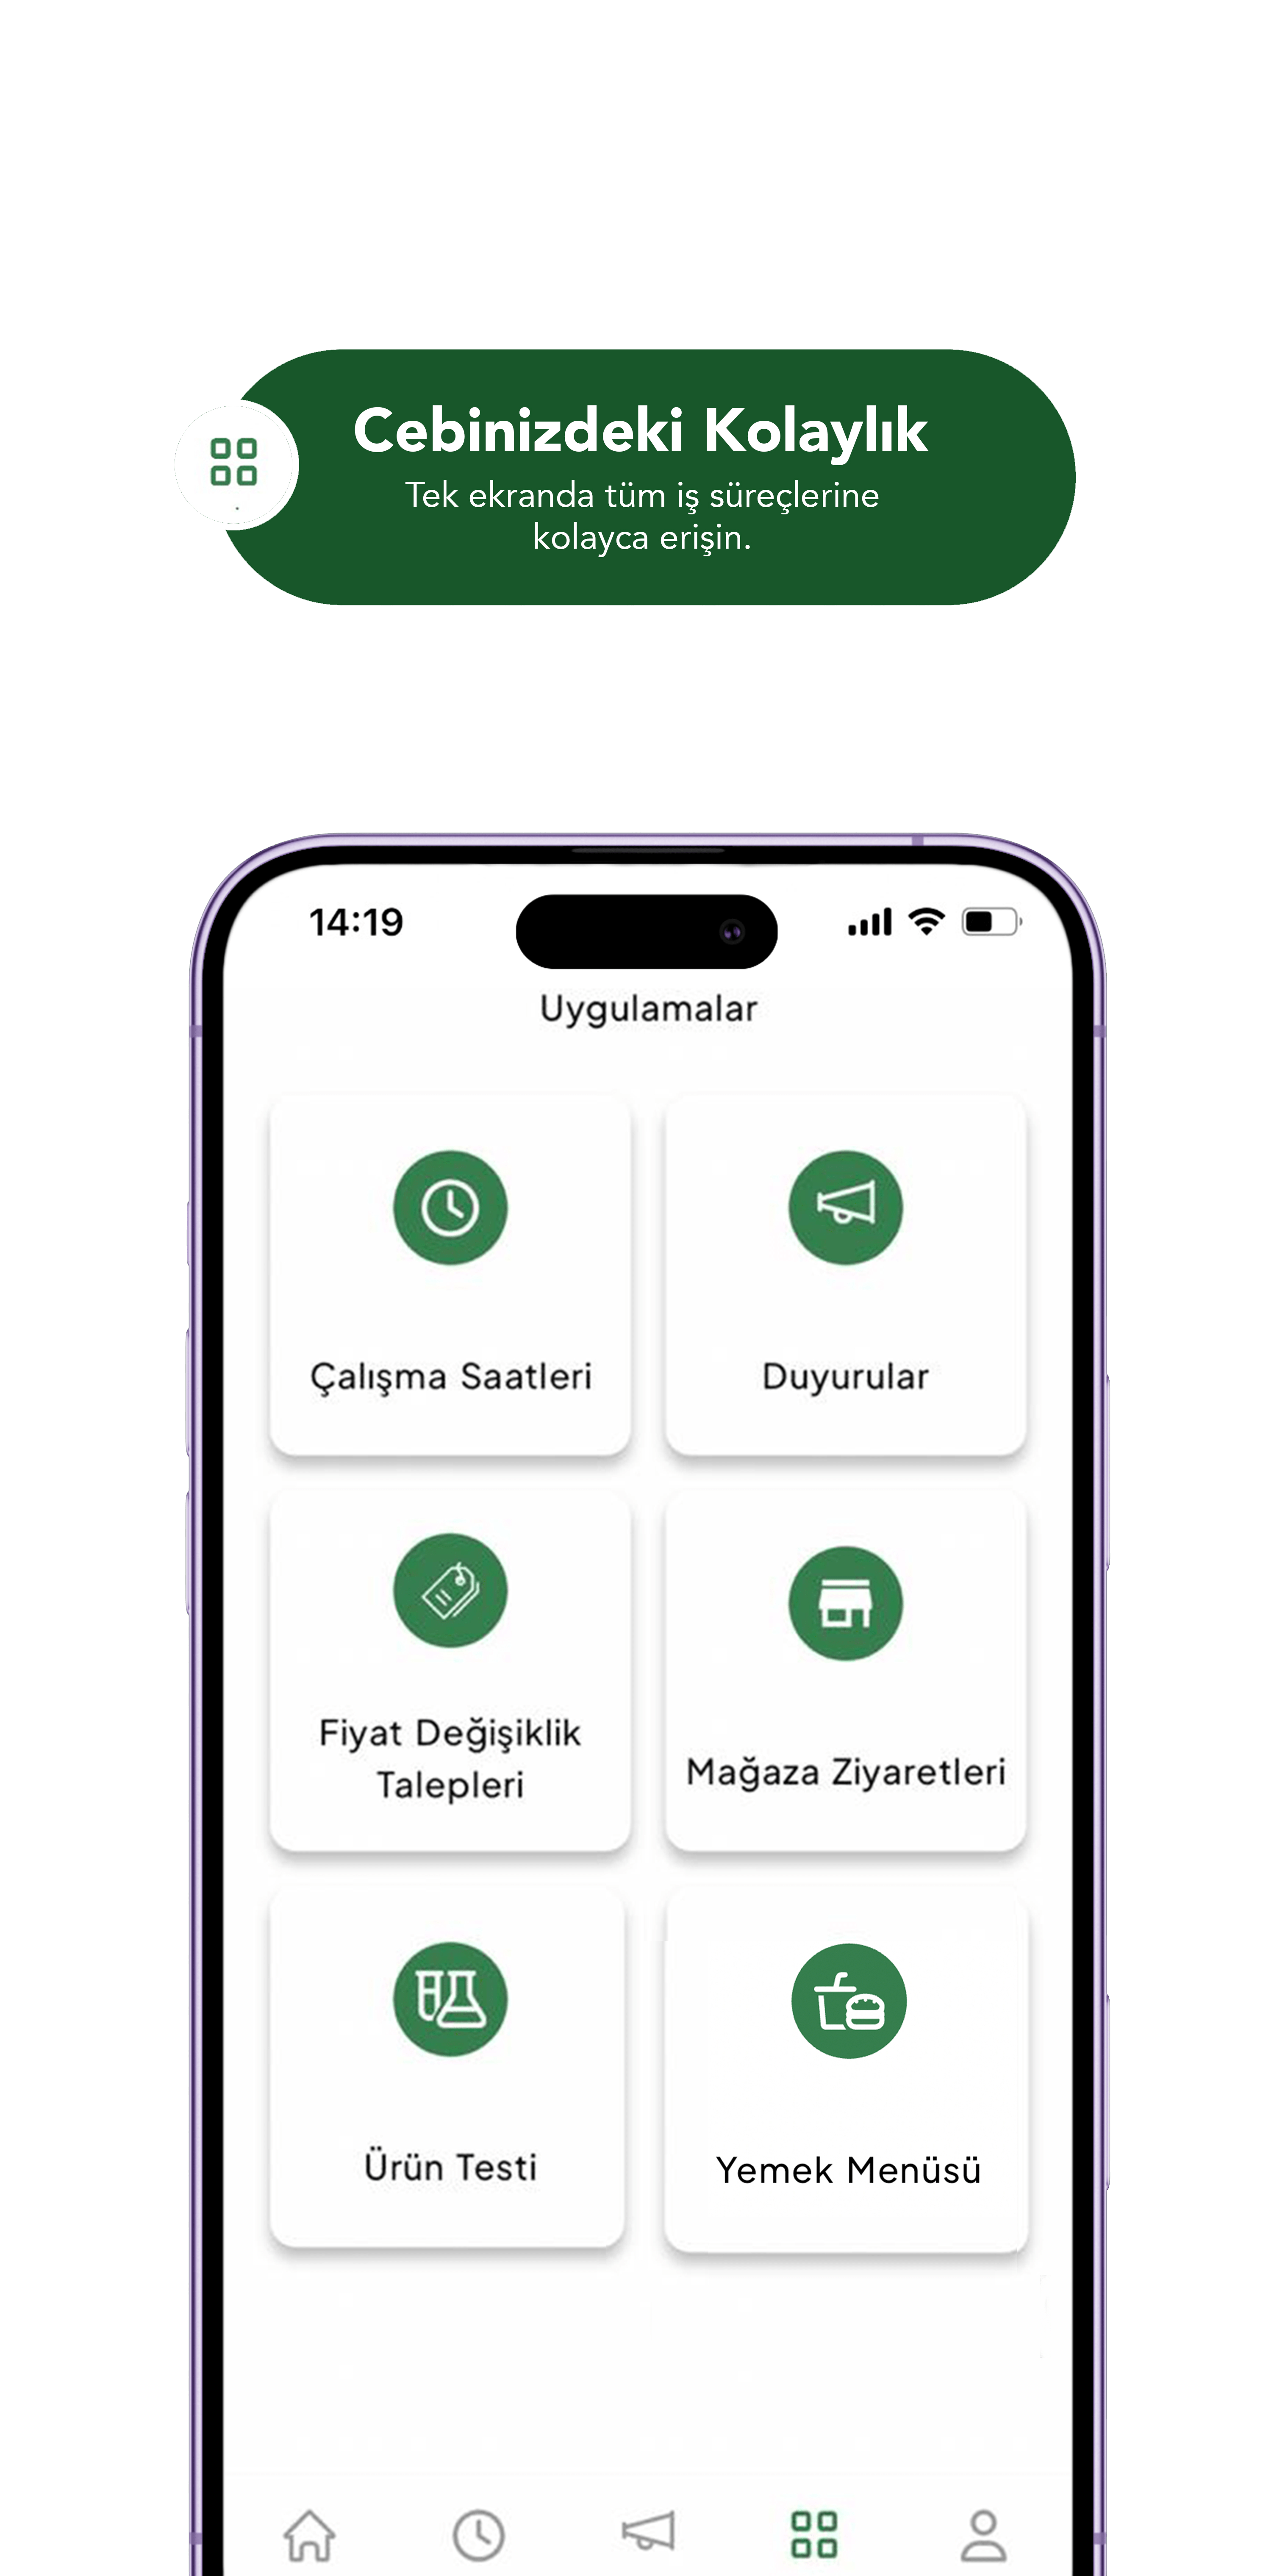 Cebinizdeki Kolaylık
Tek ekranda tüm iş süreçlerine
kolayca erişin.
14:19
Uygulamalar
Çalışma Saatleri
Duyurular
Fiyat Değişiklik
Talepleri
Mağaza Ziyaretleri
Ürün Testi
Yemek Menüsü